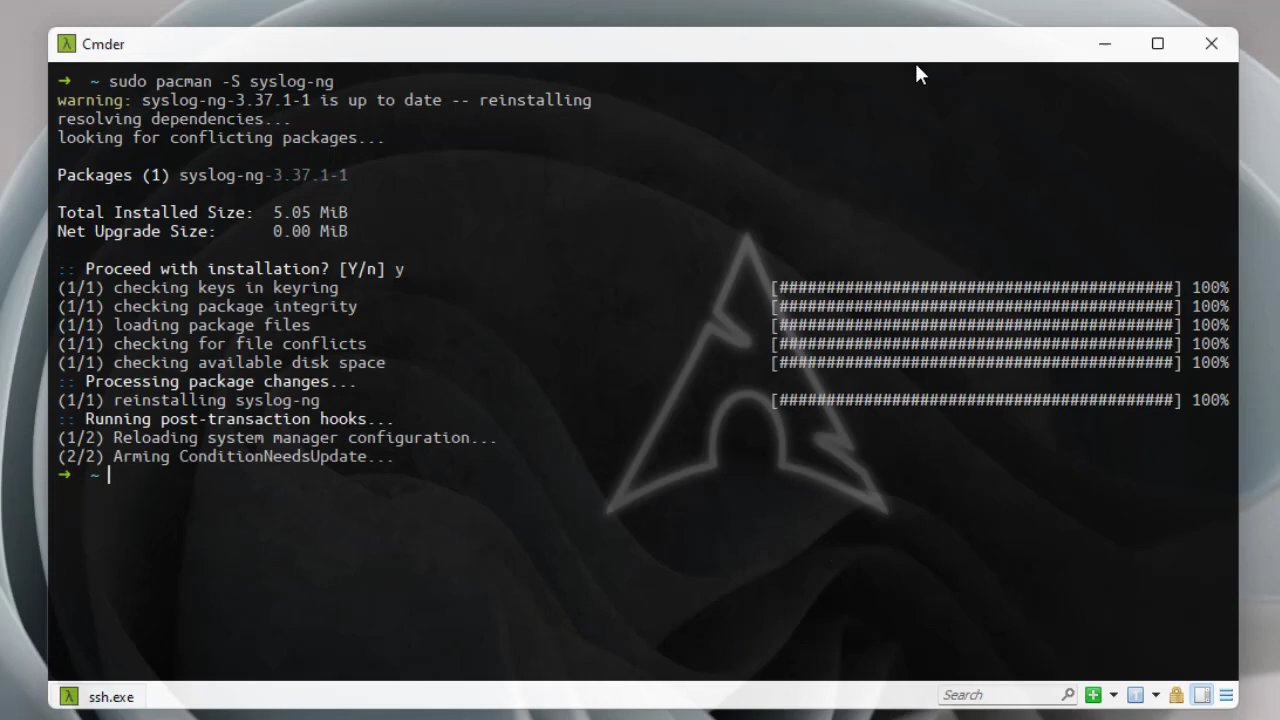 Cmder
➜ ~ sudo pacman -S syslog-ng
warning: syslog-ng-3.37.1-1 is up to date -- reinstalling
resolving dependencies...
looking for conflicting packages...
Packages (1) syslog-ng-3.37.1-1
Total Installed Size: 5.05 MiB
Net Upgrade Size: 0.00 MiB
:: Proceed with installation? [Y/n] y
(1/1) checking keys in keyring [##########################################] 100%
(1/1) checking package integrity [##########################################] 100%
(1/1) loading package files [##########################################] 100%
(1/1) checking for file conflicts [##########################################] 100%
(1/1) checking available disk space [##########################################] 100%
:: Processing package changes...
(1/1) reinstalling syslog-ng [##########################################] 100%
:: Running post-transaction hooks...
(1/2) Reloading system manager configuration...
(2/2) Arming ConditionNeedsUpdate...
➜ ~
ssh.exe
Search